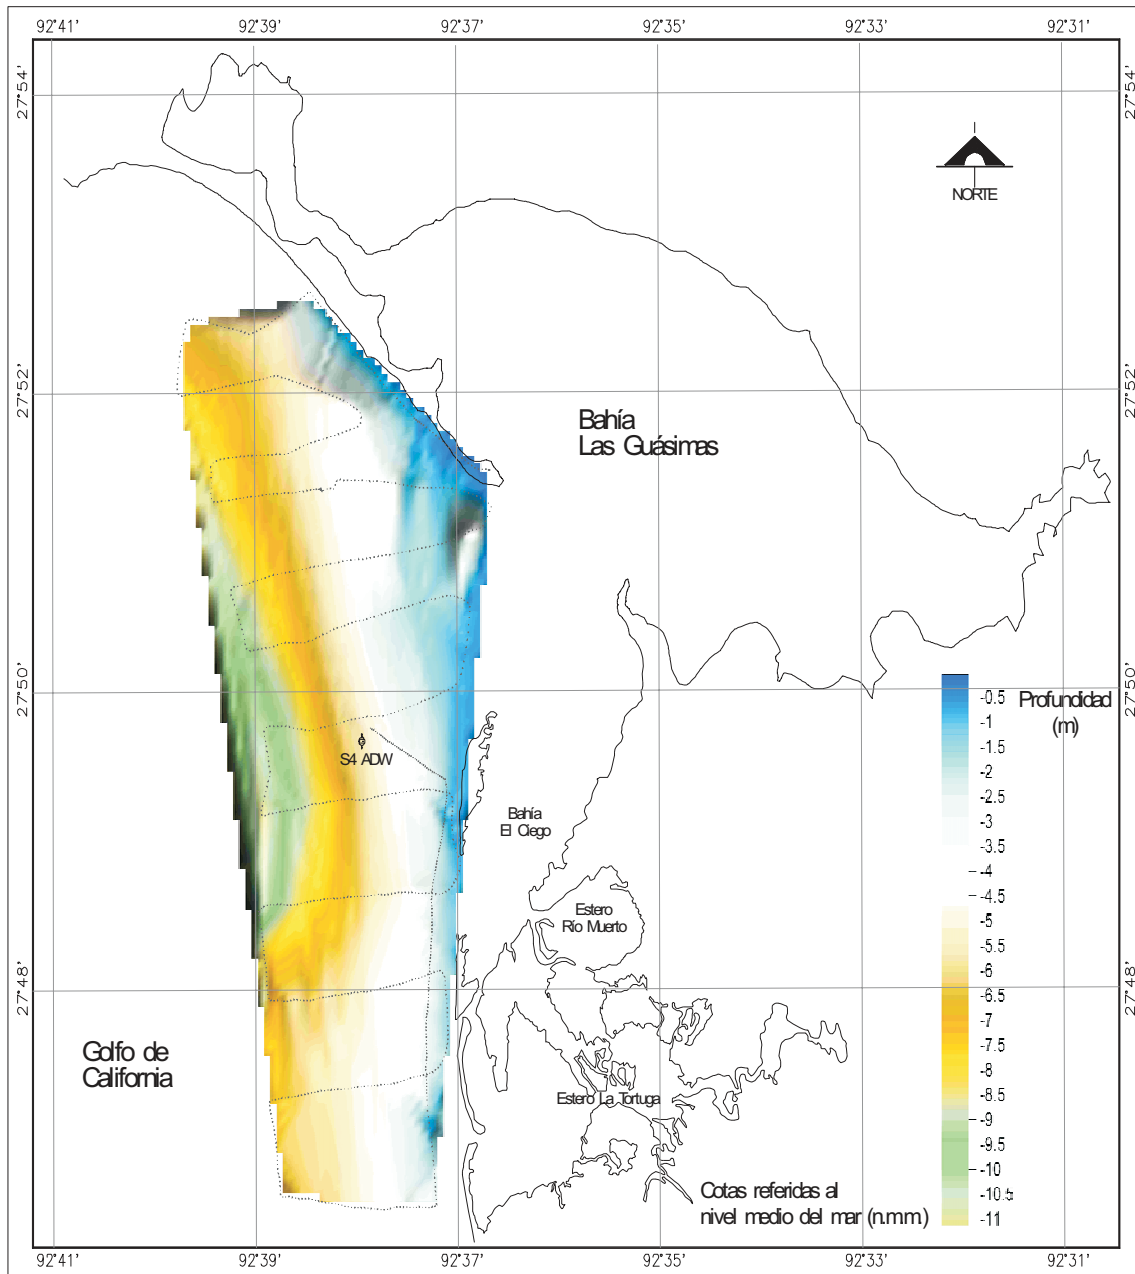 92°41'
92°39'
92°37'
92°35'
92°33'
92°31'
27°54'
27°54'
NORTE
27°52'
27°52'
Bahía
Las Guásimas
27°50'
27°50'
Profundidad
(m)
-0.5
-1
-1.5
-2
-2.5
-3
-3.5
-4
-4.5
-5
-5.5
-6
-6.5
-7
-7.5
-8
-8.5
-9
-9.5
-10
-10.5
-11
S4 ADW
Bahía
El Ciego
Estero
Río Muerto
27°48'
27°48'
Golfo de
California
Estero La Tortuga
Cotas referidas al
nivel medio del mar (n.m.m.)
92°41'
92°39'
92°37'
92°35'
92°33'
92°31'